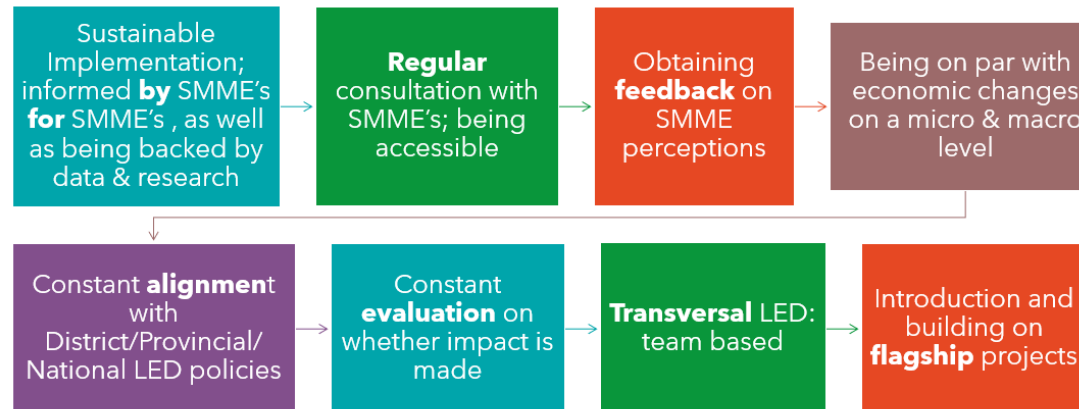 Sustainable
Implementation;
informed by SMME's
for SMME's , as well
as being backed by
data & research
Regular
consultation with
SMME's; being
accessible
Obtaining
feedback on
SMME
perceptions
Being on par with
economic changes
on a micro & macro
level
Constant alignment
with
District/Provincial/
National LED policies
Constant
evaluation on
whether impact is
made
Transversal LED:
team based
Introduction and
building on
flagship projects